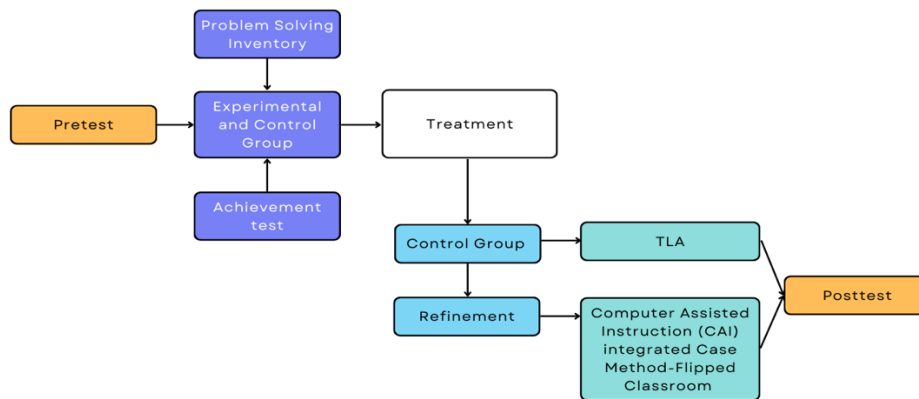 Problem Solving
Inventory
Pretest
Experimental
and Control
Group
Treatment
Achievement
test
Control Group
TLA
Posttest
Refinement
Computer Assisted
Instruction (CAI)
integrated Case
Method-Flipped
Classroom